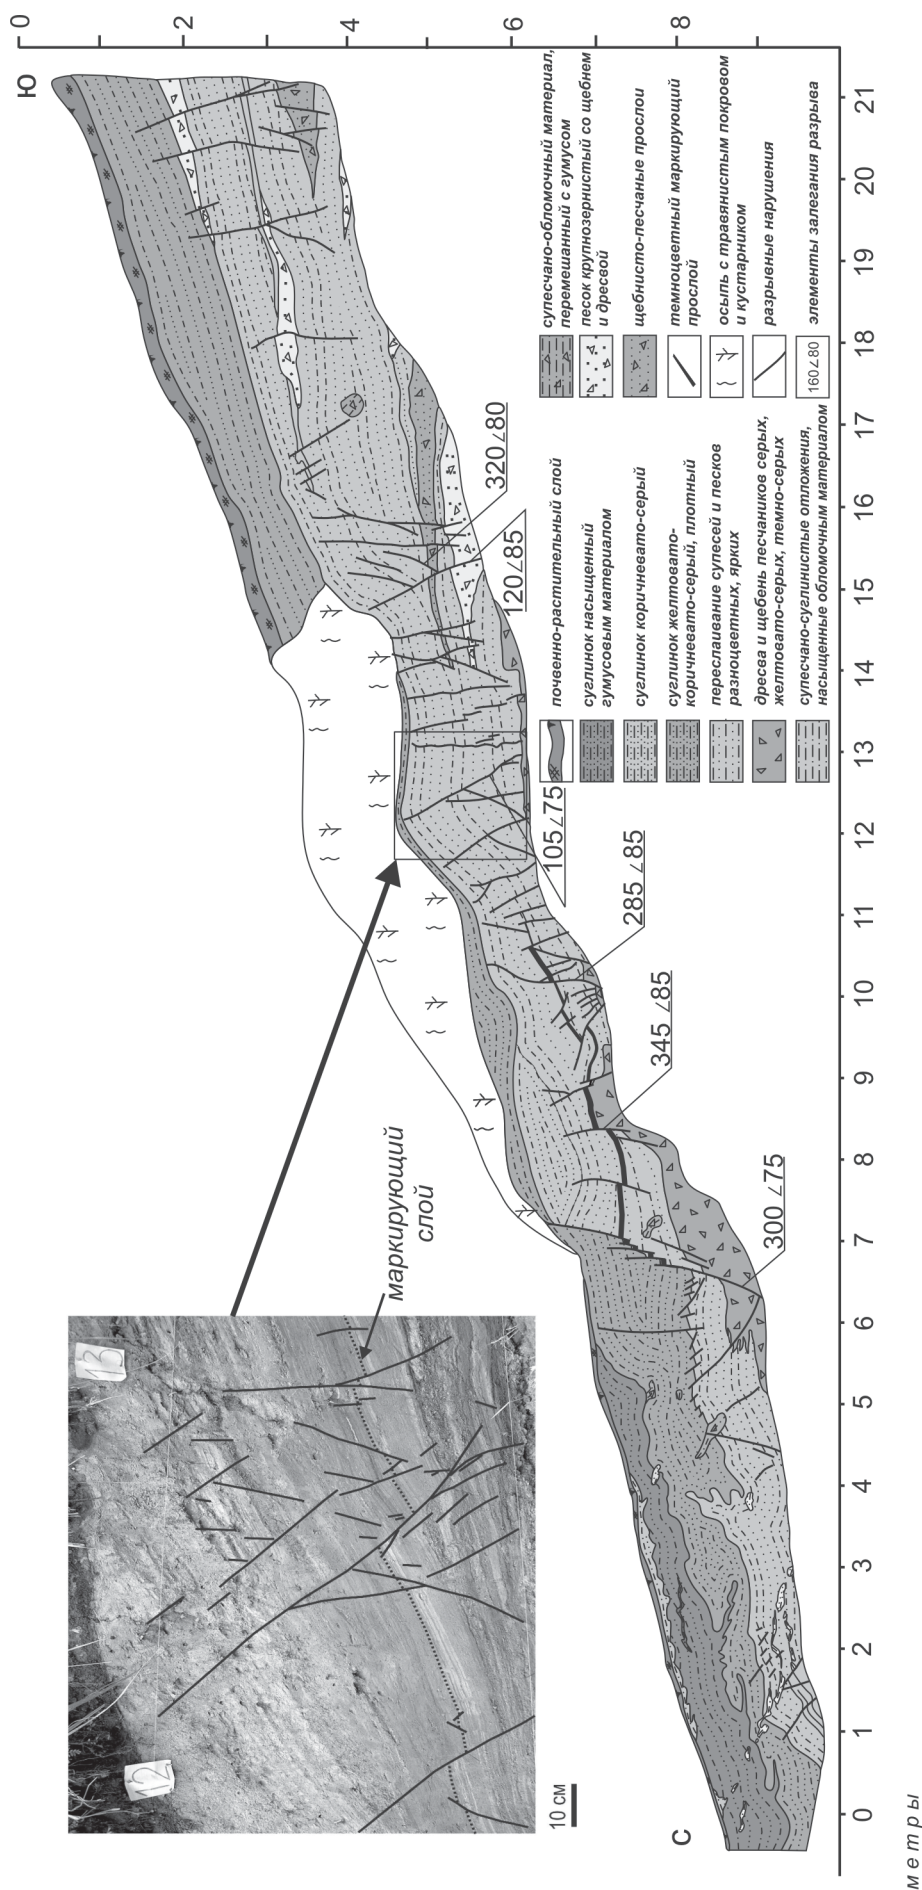 Ю
0
2
4
6
8
13
12
маркирующий
слой
10 см
С
320∠80
120∠85
105∠75
285 ∠85
345 ∠85
300 ∠75
почвенно-растительный слой
суглинок насыщенный
гумусовым материалом
суглинок коричневато-серый
суглинок желтовато-
коричневато-серый, плотный
переслаивание супесей и песков
разноцветных, ярких
дресва и щебень песчаников серых,
желтовато-серых, темно-серых
супесчано-суглинистые отложения,
насыщенные обломочным материалом
супесчано-обломочный материал,
перемешанный с гумусом
песок крупнозернистый со щебнем
и дресвой
щебнисто-песчаные прослои
темноцветный маркирующий
прослой
осыпь с травянистым покровом
и кустарником
разрывные нарушения
160∠80
элементы залегания разрыва
0 1 2 3 4 5 6 7 8 9 10 11 12 13 14 15 16 17 18 19 20 21
метры